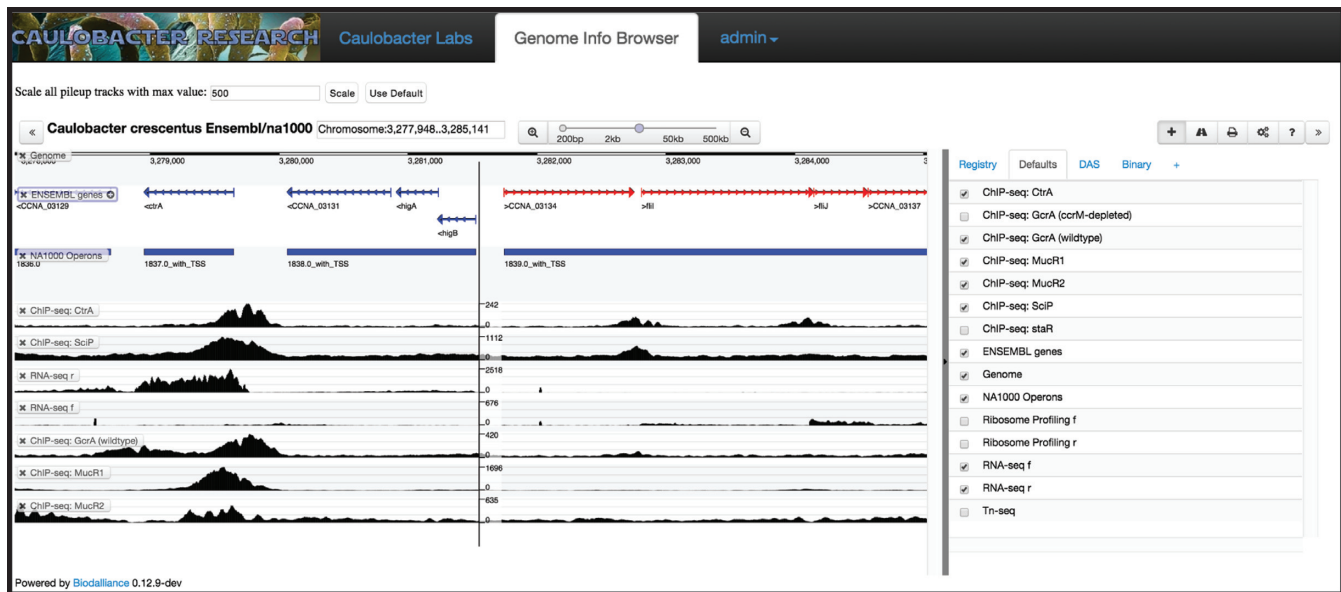 CAULOBACTER RESEARCH Caulobacter Labs Genome Info Browser admin
Scale all pileup tracks with max value: 500 Scale Use Default
« Caulobacter crescentus Ensembl/na1000 Chromosome:3,277,948..3,285,141 200bp 2kb 50kb 500kb + ? »
× Genome 3,279,000 3,280,000 3,281,000 3,282,000 3,283,000 3,284,000 3
× ENSEMBL genes
<CCNA_03129 <ctrA <CCNA_03131 <higA >CCNA_03134 >fliI >fliJ >CCNA_03137
<higB
× NA1000 Operons
1836.0 1837.0_with_TSS 1838.0_with_TSS 1839.0_with_TSS
× ChIP-seq: CtrA 242
0
× ChIP-seq: SciP 1112
0
× RNA-seq r 2518
0
× RNA-seq f 676
0
× ChIP-seq: GcrA (wildtype) 420
0
× ChIP-seq: MucR1 1696
0
× ChIP-seq: MucR2 635
0
Registry Defaults DAS Binary +
ChIP-seq: CtrA
ChIP-seq: GcrA (ccrM-depleted)
ChIP-seq: GcrA (wildtype)
ChIP-seq: MucR1
ChIP-seq: MucR2
ChIP-seq: SciP
ChIP-seq: staR
ENSEMBL genes
Genome
NA1000 Operons
Ribosome Profiling f
Ribosome Profiling r
RNA-seq f
RNA-seq r
Tn-seq
Powered by Biodalliance 0.12.9-dev